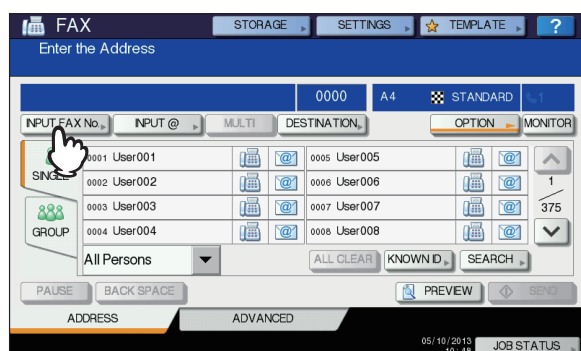 FAX STORAGE SETTINGS TEMPLATE ?
Enter the Address
0000 A4 STANDARD 1
INPUT FAX No. INPUT @ MULTI DESTINATION OPTION MONITOR
SINGLE
0001 User001 @ 0005 User005 @
0002 User002 @ 0006 User006 @
1
0003 User003 @ 0007 User007 @
375
GROUP
0004 User004 @ 0008 User008 @
All Persons ALL CLEAR KNOWN ID SEARCH
PAUSE BACK SPACE PREVIEW SEND
ADDRESS ADVANCED
05/10/2013
10:48 JOB STATUS